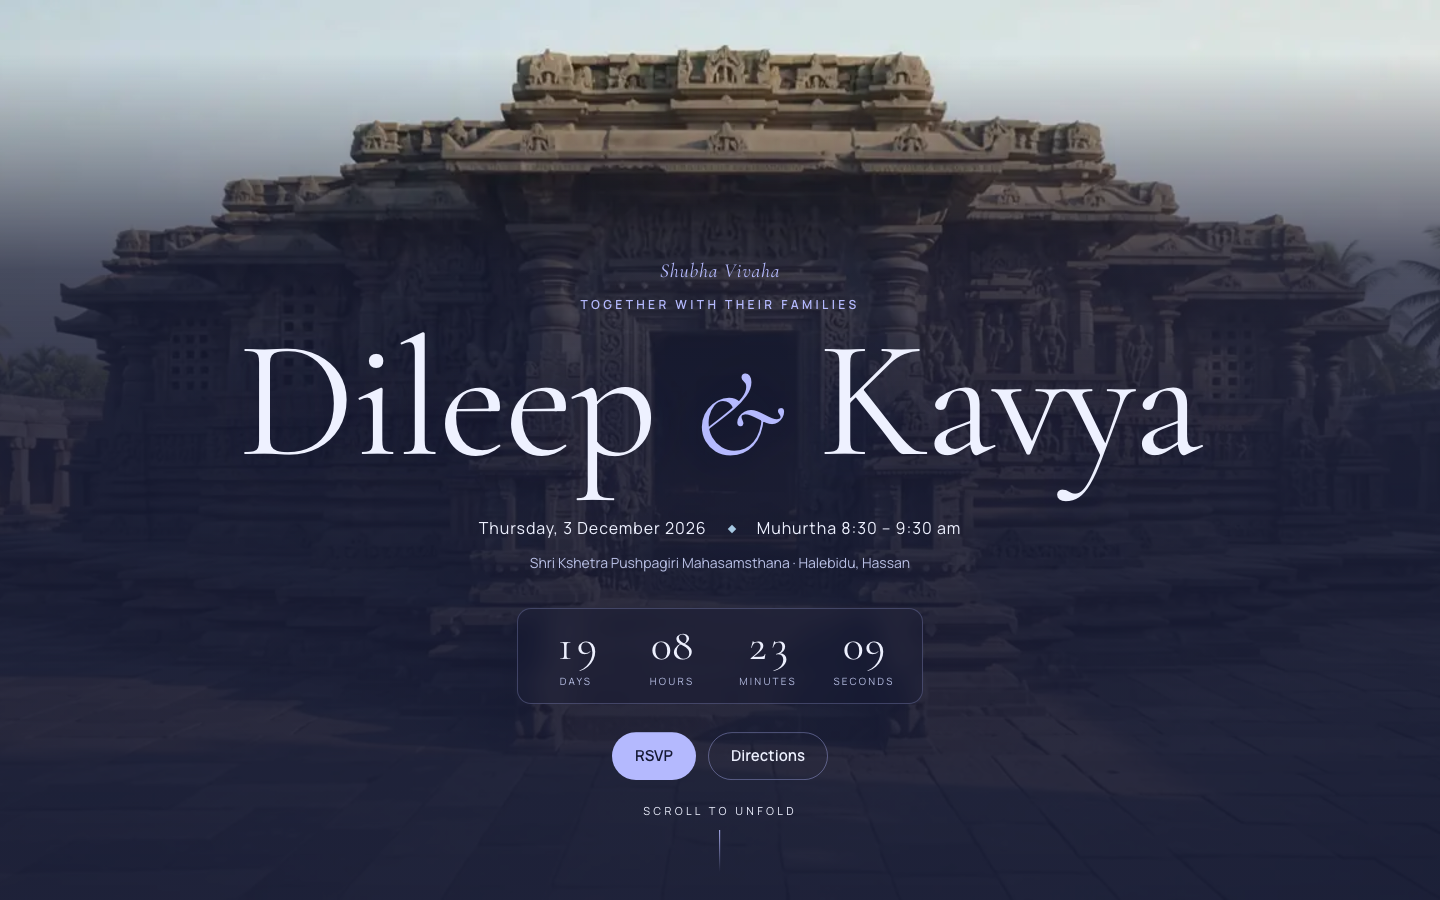 Shubha Vivaha
TOGETHER WITH THEIR FAMILIES
Dileep & Kavya
Thursday, 3 December 2026 ◆ Muhurtha 8:30 – 9:30 am
Shri Kshetra Pushpagiri Mahasamsthana · Halebidu, Hassan
19 08 23 09
DAYS HOURS MINUTES SECONDS
RSVP Directions
SCROLL TO UNFOLD